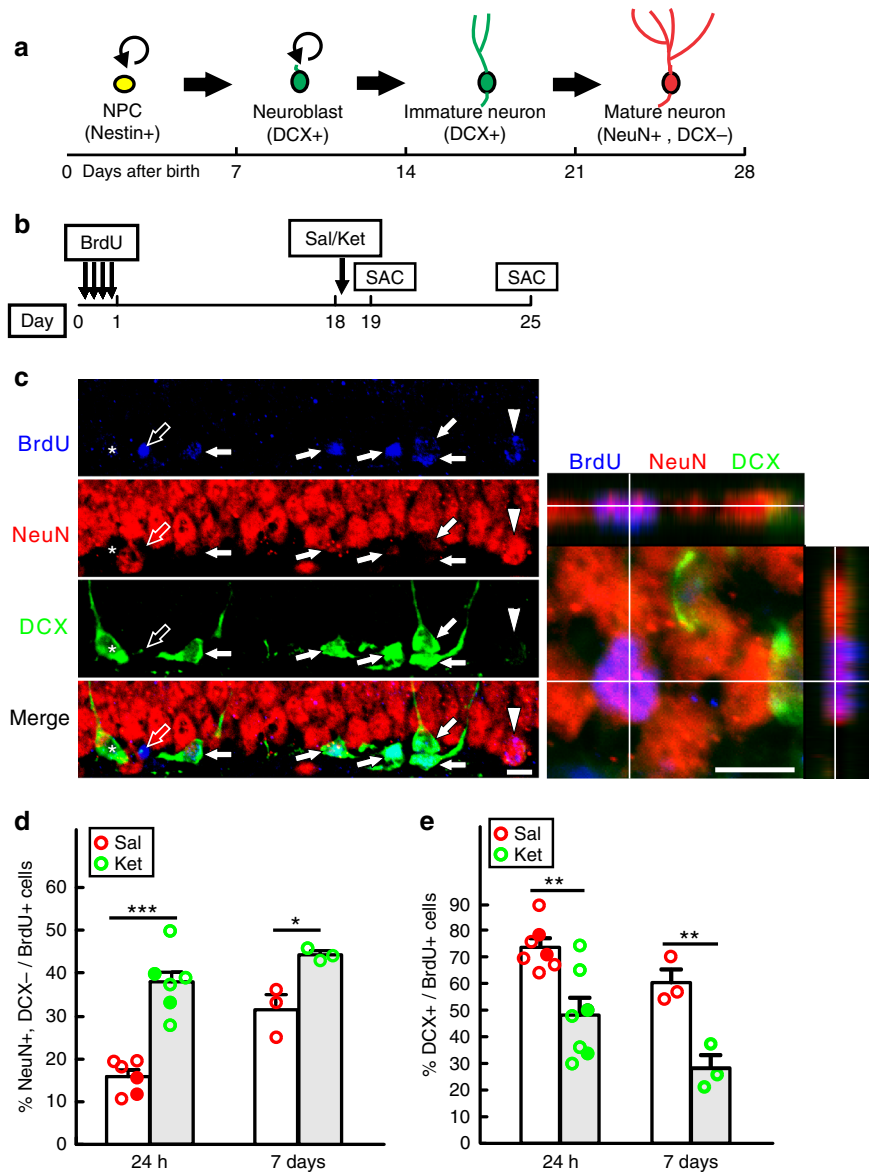 a
NPC
(Nestin+)
Neuroblast
(DCX+)
Immature neuron
(DCX+)
Mature neuron
(NeuN+ , DCX–)
0 Days after birth 7 14 21 28
b
BrdU
Sal/Ket
SAC
SAC
Day
0 1 18 19 25
c
BrdU
NeuN
DCX
Merge
*
*
*
*
BrdU NeuN DCX
d
Sal
Ket
% NeuN+, DCX– / BrdU+ cells
60
50
40
30
20
10
0
***
*
24 h 7 days
e
Sal
Ket
% DCX+ / BrdU+ cells
90
80
70
60
50
40
30
20
10
0
**
**
24 h 7 days